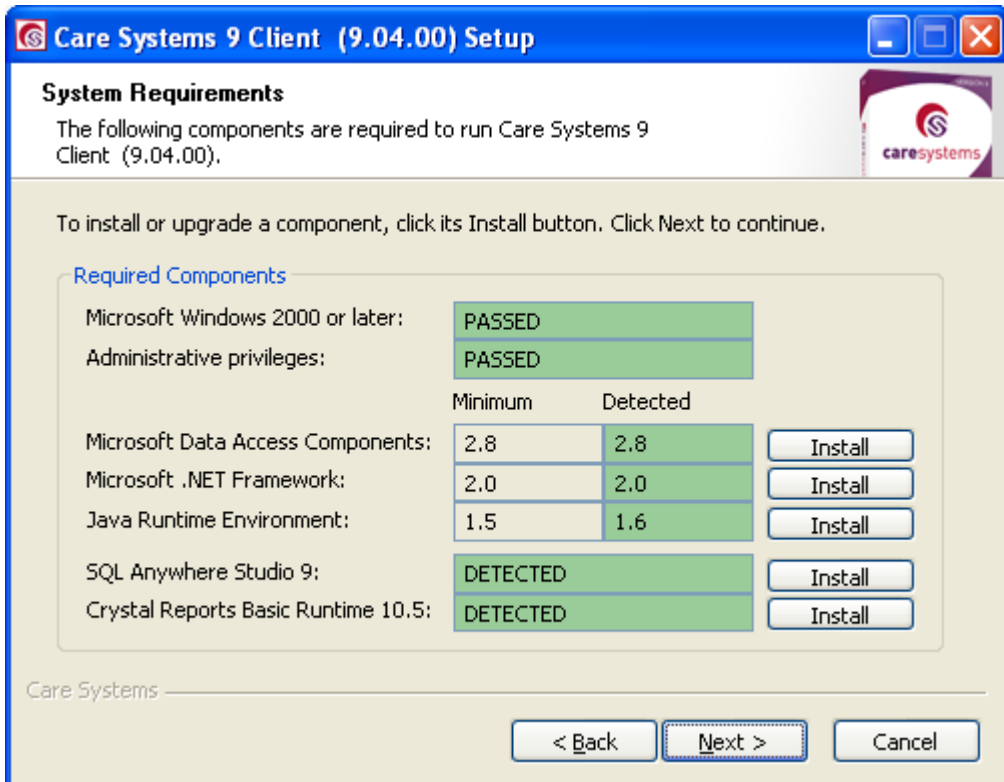 Care Systems 9 Client (9.04.00) Setup
System Requirements
The following components are required to run Care Systems 9
Client (9.04.00).
caresystems
To install or upgrade a component, click its Install button. Click Next to continue.
Required Components
Microsoft Windows 2000 or later: PASSED
Administrative privileges: PASSED
Minimum Detected
Microsoft Data Access Components: 2.8 2.8 Install
Microsoft .NET Framework: 2.0 2.0 Install
Java Runtime Environment: 1.5 1.6 Install
SQL Anywhere Studio 9: DETECTED Install
Crystal Reports Basic Runtime 10.5: DETECTED Install
Care Systems
< Back Next > Cancel